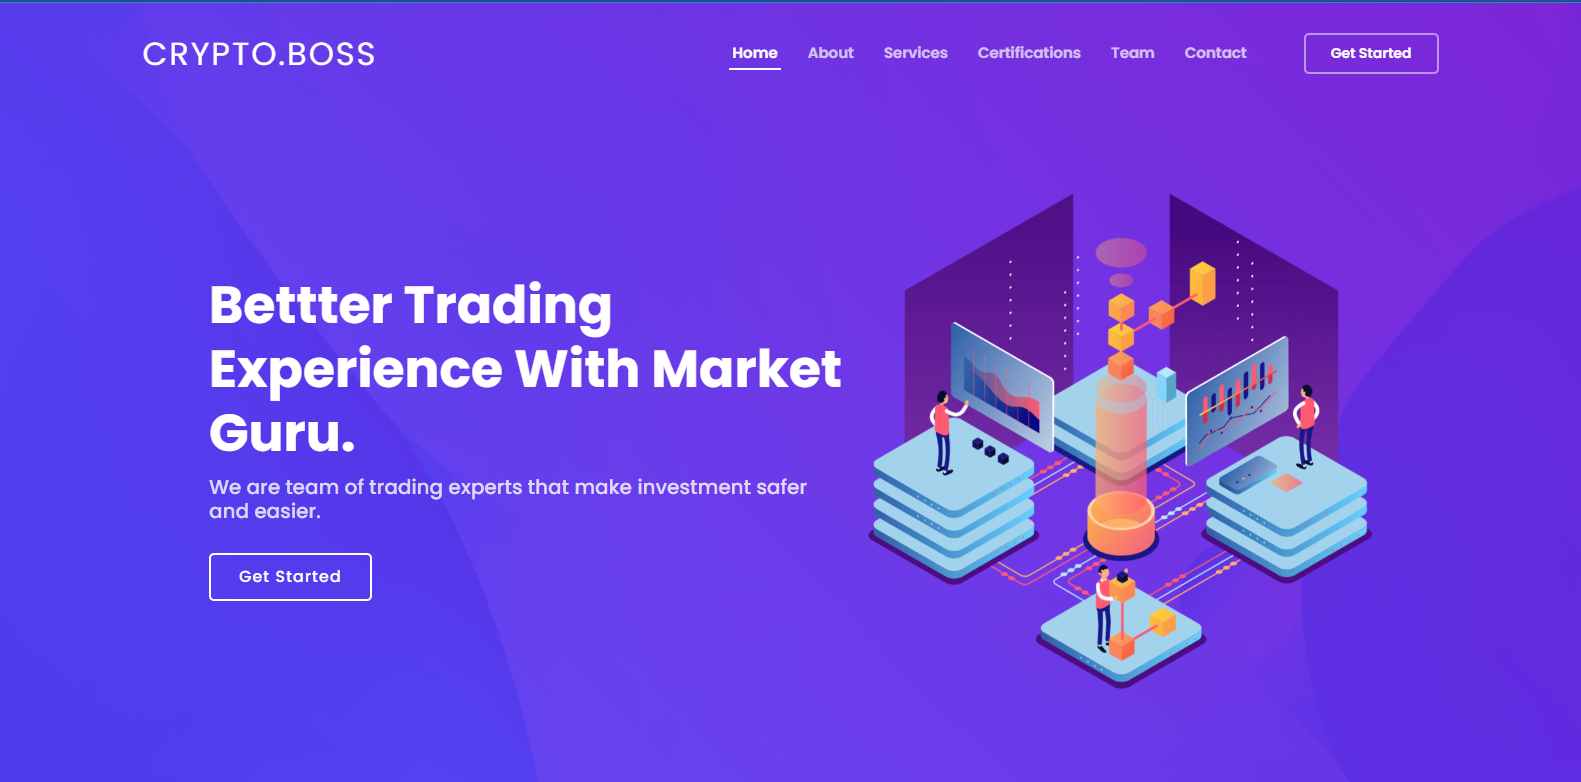 CRYPTO.BOSS
Home About Services Certifications Team Contact Get Started
Bettter Trading
Experience With Market
Guru.
We are team of trading experts that make investment safer
and easier.
Get Started